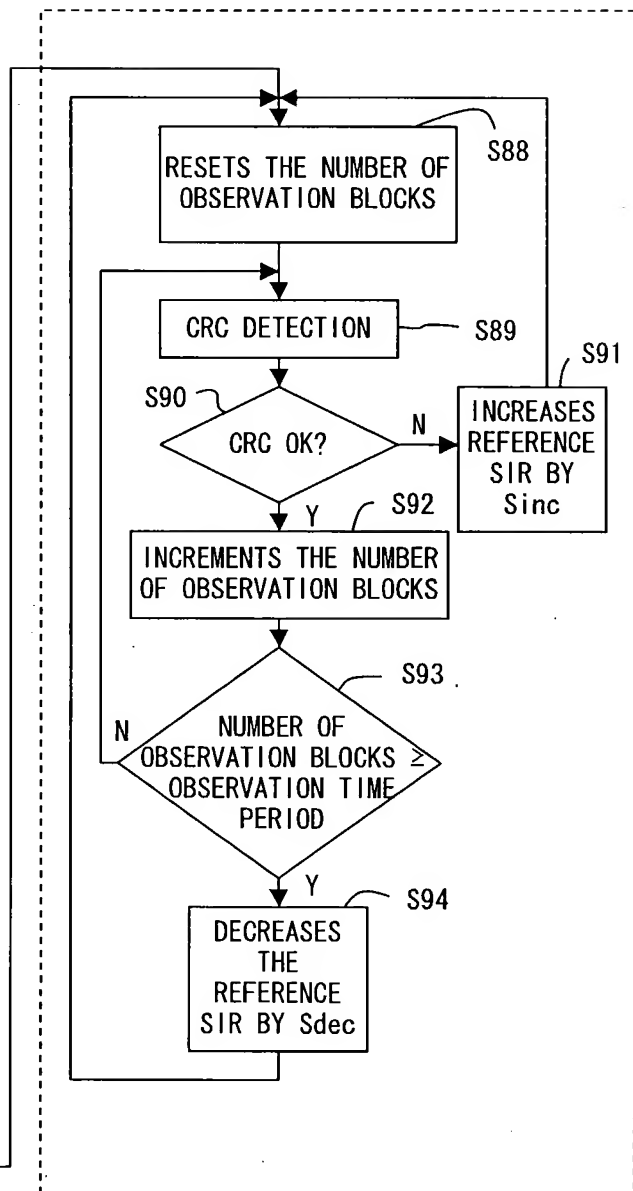 S88
RESETS THE NUMBER OF
OBSERVATION BLOCKS
CRC DETECTION
S89
S90
CRC OK?
N
Y
S91
INCREASES
REFERENCE
SIR BY
Sinc
S92
INCREMENTS THE NUMBER
OF OBSERVATION BLOCKS
S93
N
NUMBER OF
OBSERVATION BLOCKS ≥
OBSERVATION TIME
PERIOD
Y
S94
DECREASES
THE
REFERENCE
SIR BY Sdec